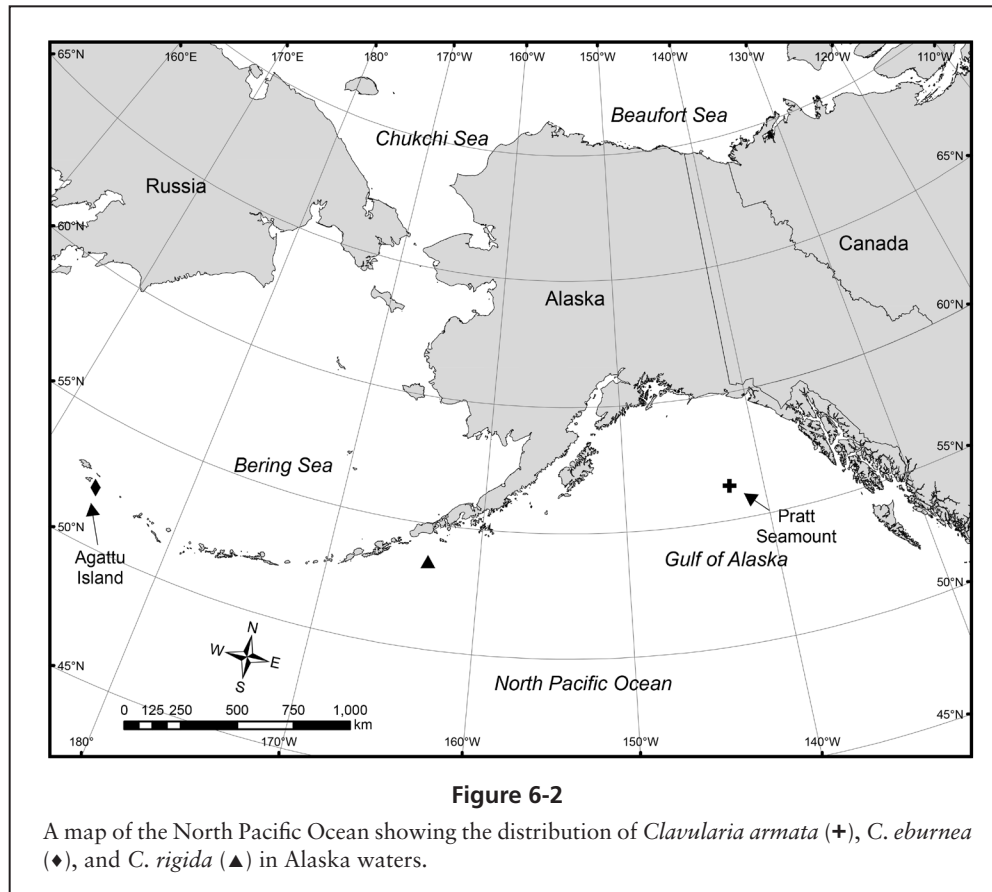 65°N
160°E
170°E
180°
170°W
160°W
150°W
140°W
130°W
120°W
110°W
Beaufort Sea
Chukchi Sea
65°N
Russia
60°N
Canada
Alaska
60°N
55°N
55°N
Bering Sea
50°N
Agattu
Island
Pratt
Seamount
Gulf of Alaska
50°N
N
W
E
S
45°N
North Pacific Ocean
45°N
0 125 250 500 750 1,000
km
180°
170°W
160°W
150°W
140°W
Figure 6-2
A map of the North Pacific Ocean showing the distribution of Clavularia armata (+), C. eburnea
(♦), and C. rigida (▲) in Alaska waters.